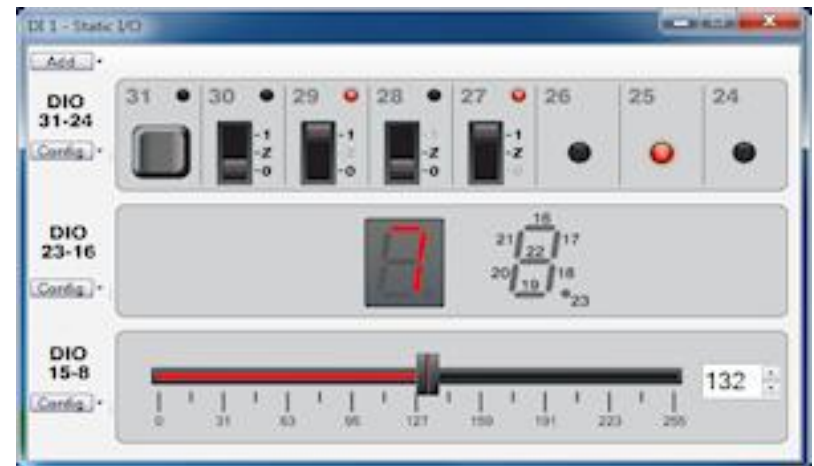 DI 1 - Static I/O
Add
DIO
31-24
Config
31 30 29 28 27 26 25 24
-1 -1 -1
-Z -Z -Z
-0 -0 -0
DIO
23-16
Config
16
21 17
22
20 18
19
23
DIO
15-8
Config
132
0 31 63 95 127 159 191 223 255